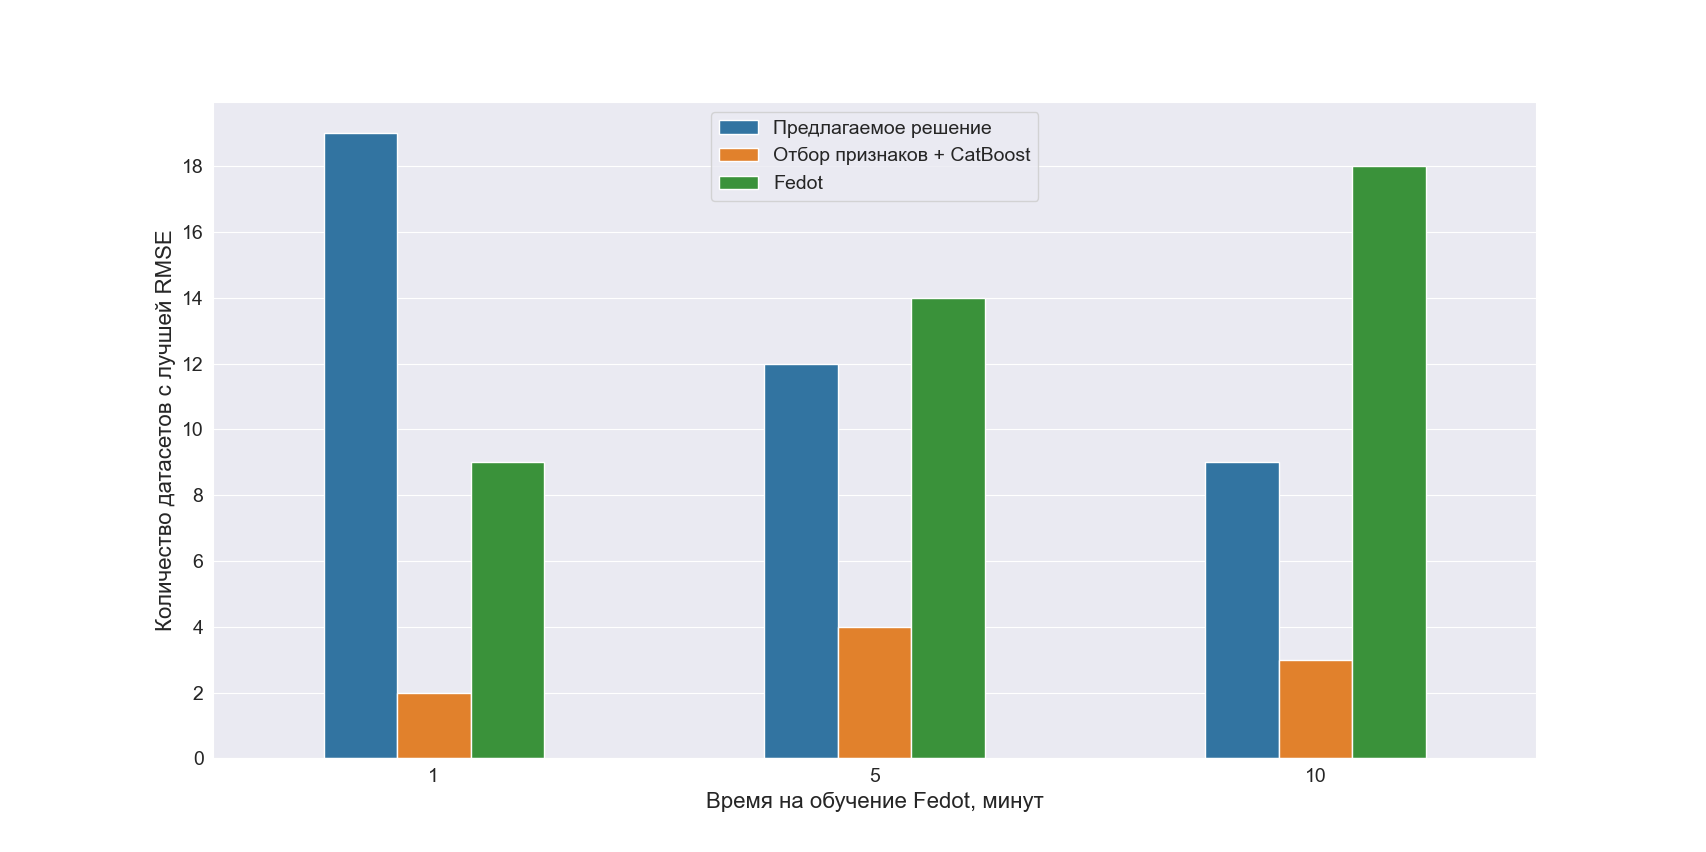 Предлагаемое решение
Отбор признаков + CatBoost
Fedot
Количество датасетов с лучшей RMSE
18
16
14
12
10
8
6
4
2
0
1
5
10
Время на обучение Fedot, минут